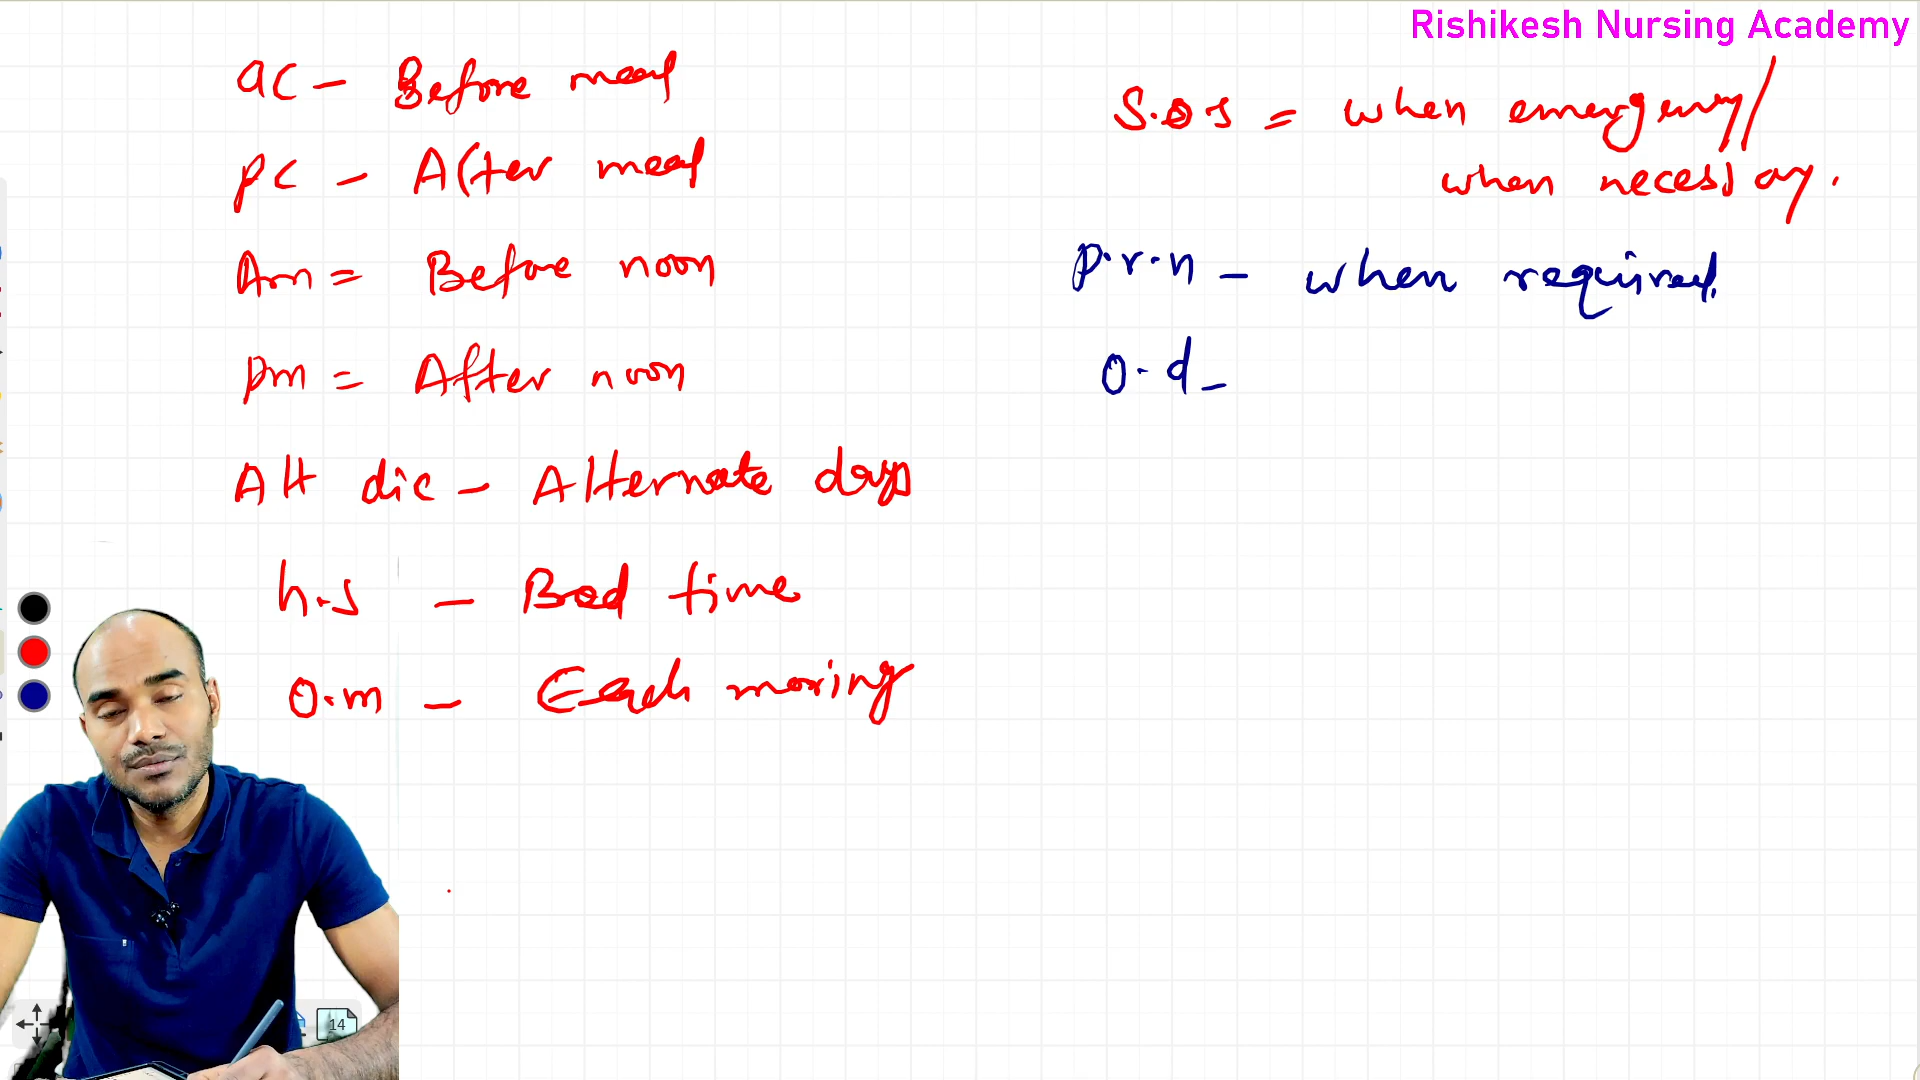 Rishikesh Nursing Academy
ac - Before meal
pc - After meal
Am = Before noon
pm = After noon
Alt die - Alternate days
h.s - Bed time
O.m - Each moring
S.O.S = when emergency/
when necessary.
p.r.n - when required.
O.d -
14